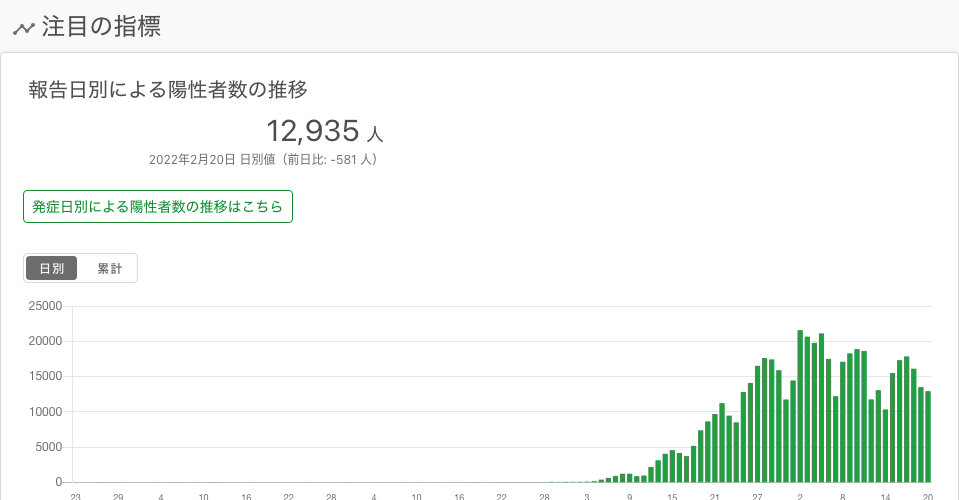 注目の指標
報告日別による陽性者数の推移
12,935 人
2022年2月20日 日別値（前日比: -581 人）
発症日別による陽性者数の推移はこちら
日別 累計
25000
20000
15000
10000
5000
0
23 29 4 10 16 22 28 4 10 16 22 28 3 9 15 21 27 2 8 14 20